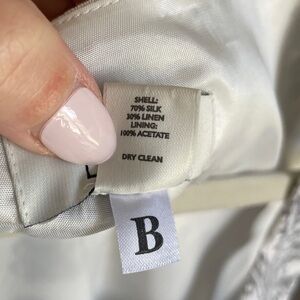 SHELL:
70% SILK
30% LINEN
LINING:
100% ACETATE
DRY CLEAN
B